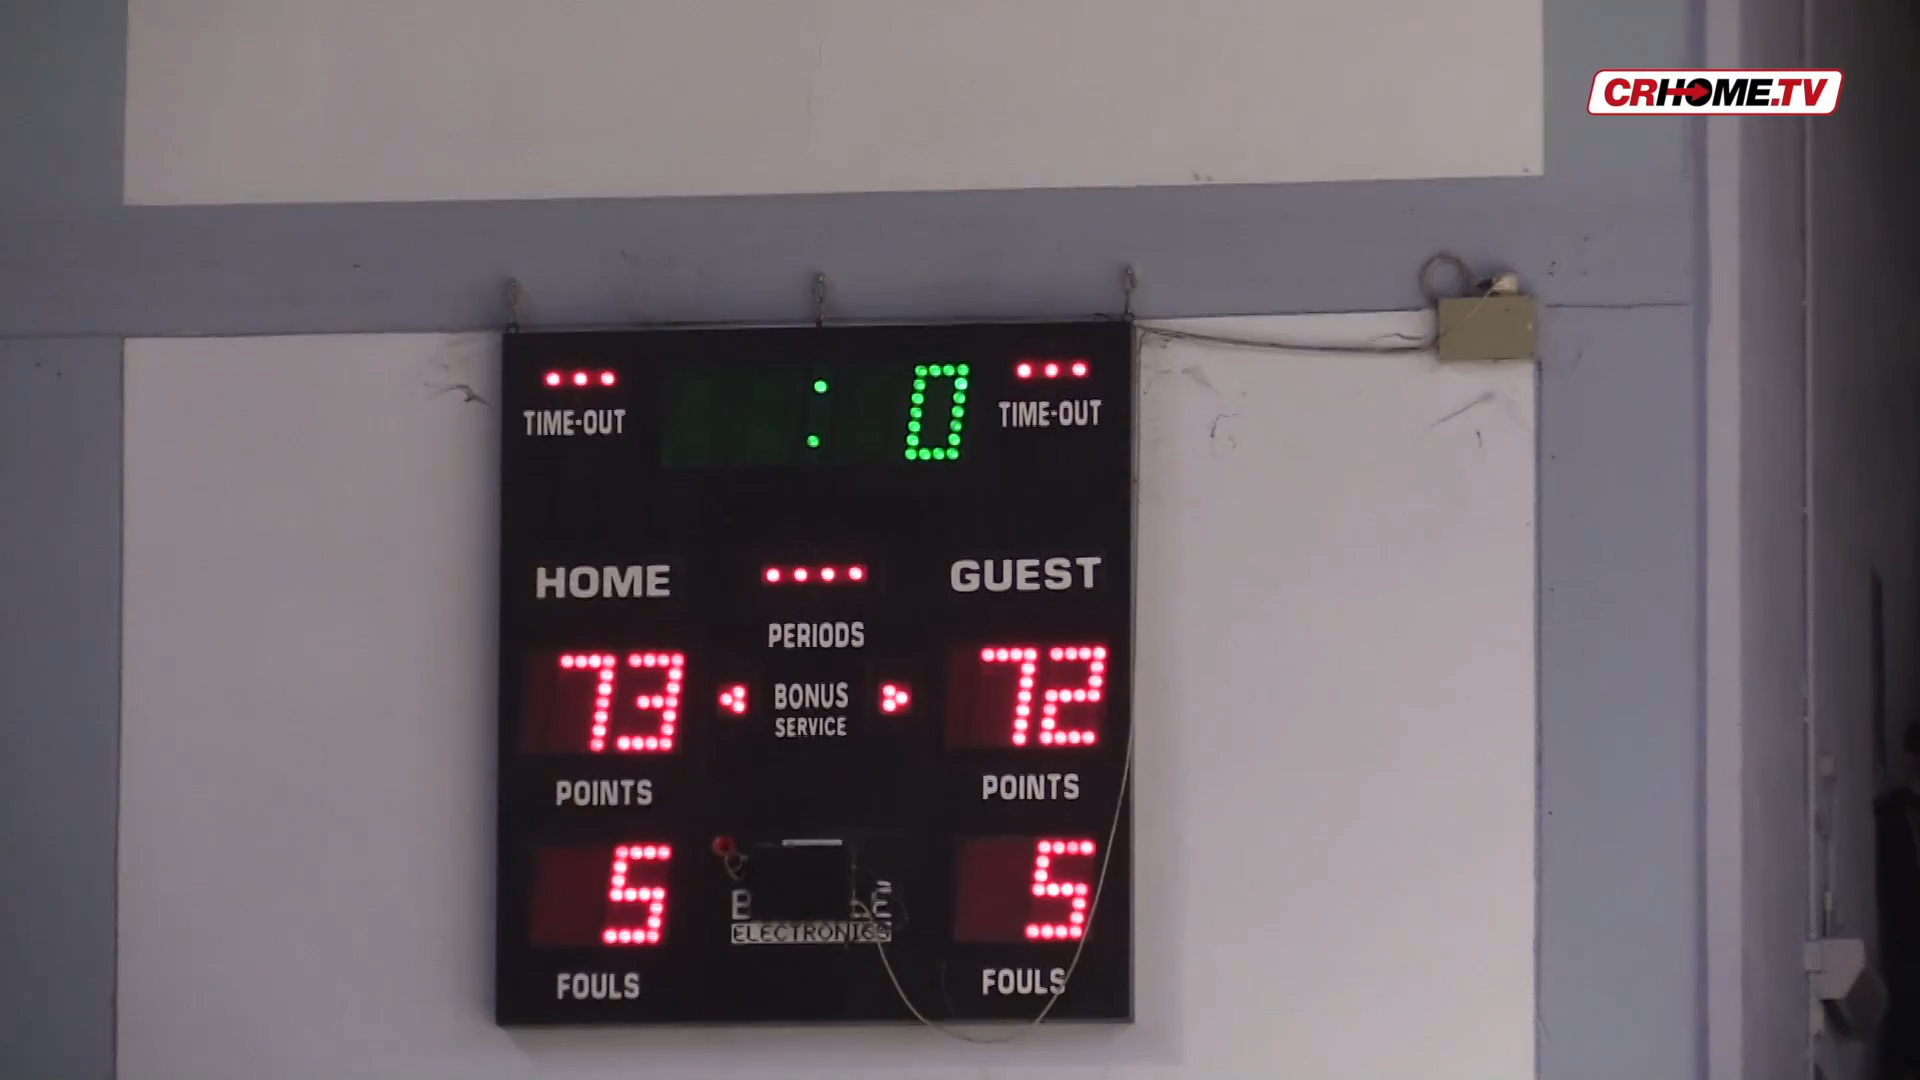 CRHOME.TV
TIME-OUT
: 0
TIME-OUT
HOME
GUEST
PERIODS
73
BONUS
SERVICE
72
POINTS
POINTS
5
5
ELECTRONICS
FOULS
FOULS